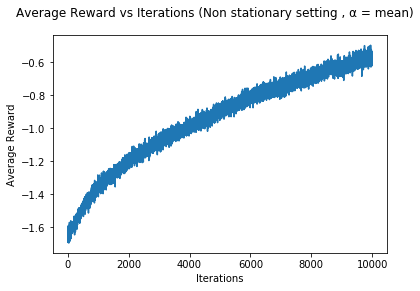 Average Reward vs Iterations (Non stationary setting , α = mean)
−0.6
−0.8
−1.0
−1.2
−1.4
−1.6
Average Reward
0 2000 4000 6000 8000 10000
Iterations